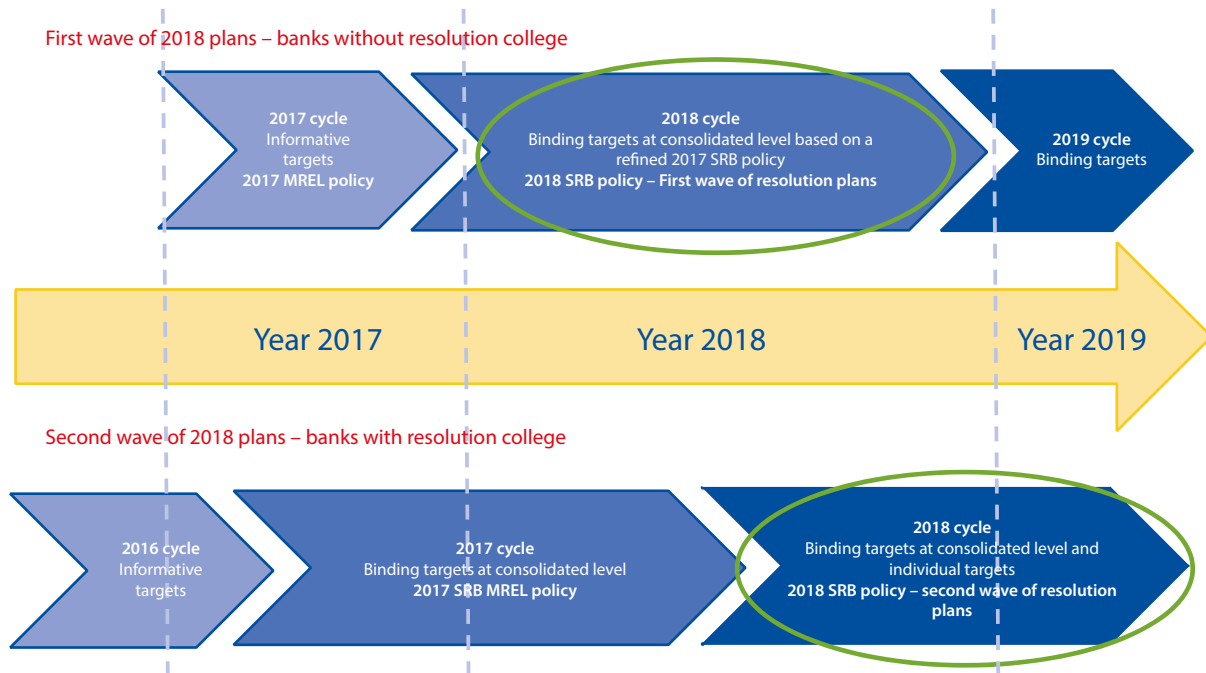 First wave of 2018 plans – banks without resolution college
2017 cycle
Informative
targets
2017 MREL policy
2018 cycle
Binding targets at consolidated level based on a
refined 2017 SRB policy
2018 SRB policy – First wave of resolution plans
2019 cycle
Binding targets
Year 2017
Year 2018
Year 2019
Second wave of 2018 plans – banks with resolution college
2016 cycle
Informative
targets
2017 cycle
Binding targets at consolidated level
2017 SRB MREL policy
2018 cycle
Binding targets at consolidated level and
individual targets
2018 SRB policy – second wave of resolution
plans